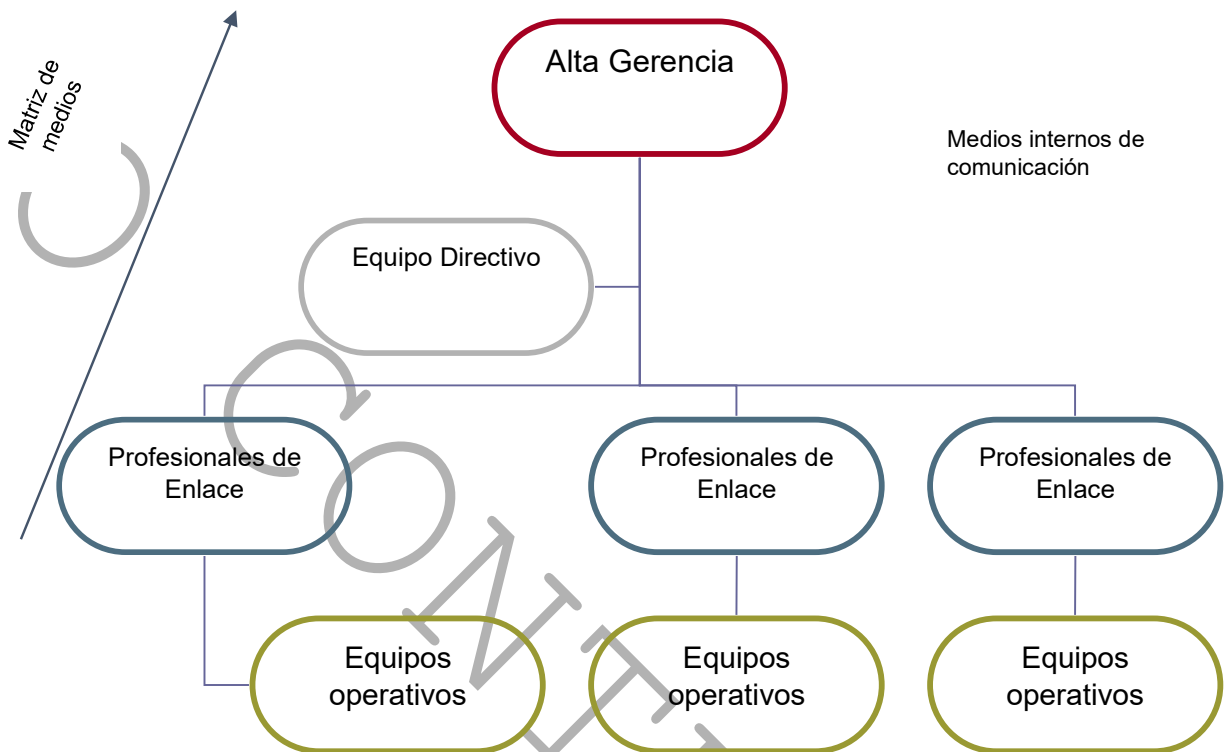 Alta Gerencia
Matriz de
medios
Medios internos de
comunicación
Equipo Directivo
Profesionales de
Enlace
Profesionales de
Enlace
Profesionales de
Enlace
Equipos
operativos
Equipos
operativos
Equipos
operativos
C
CONT